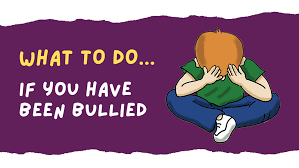 WHAT TO DO...
IF YOU HAVE
BEEN BULLIED